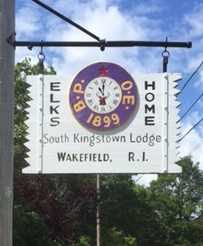 ELKS
B.P.O.E.
1899
HOME
South Kingstown Lodge
WAKEFIELD, R.I.